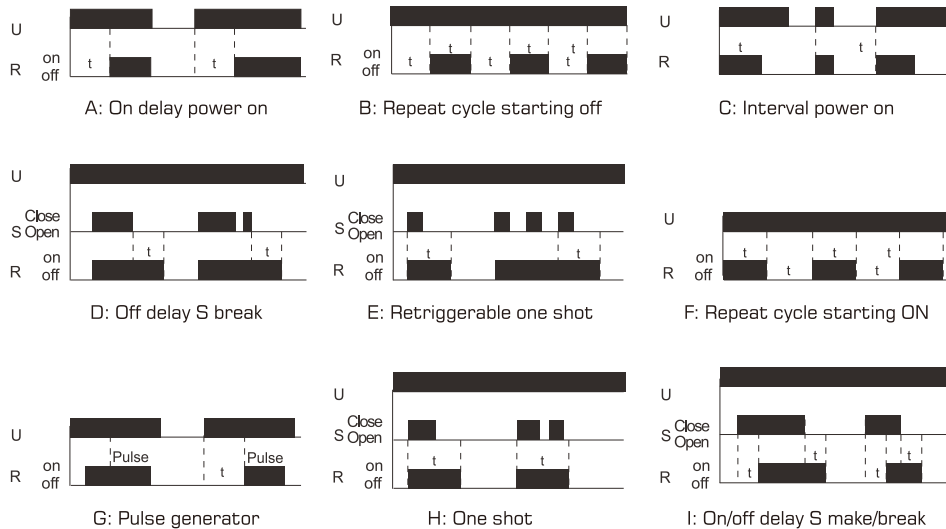 U
t t
R on
off
A: On delay power on
U
t t t
R on
off
t t
B: Repeat cycle starting off
U
t t
R
C: Interval power on
U
Close
S Open
t t
R on
off
D: Off delay S break
U
Close
S Open
t t
R on
off
E: Retriggerable one shot
U
t t t
R on
off
t t
F: Repeat cycle starting ON
U
Pulse Pulse
R on
off
t
G: Pulse generator
U
Close
S Open
t t
R on
off
H: One shot
U
Close
S Open
t t
R on
off
t t
I: On/off delay S make/break